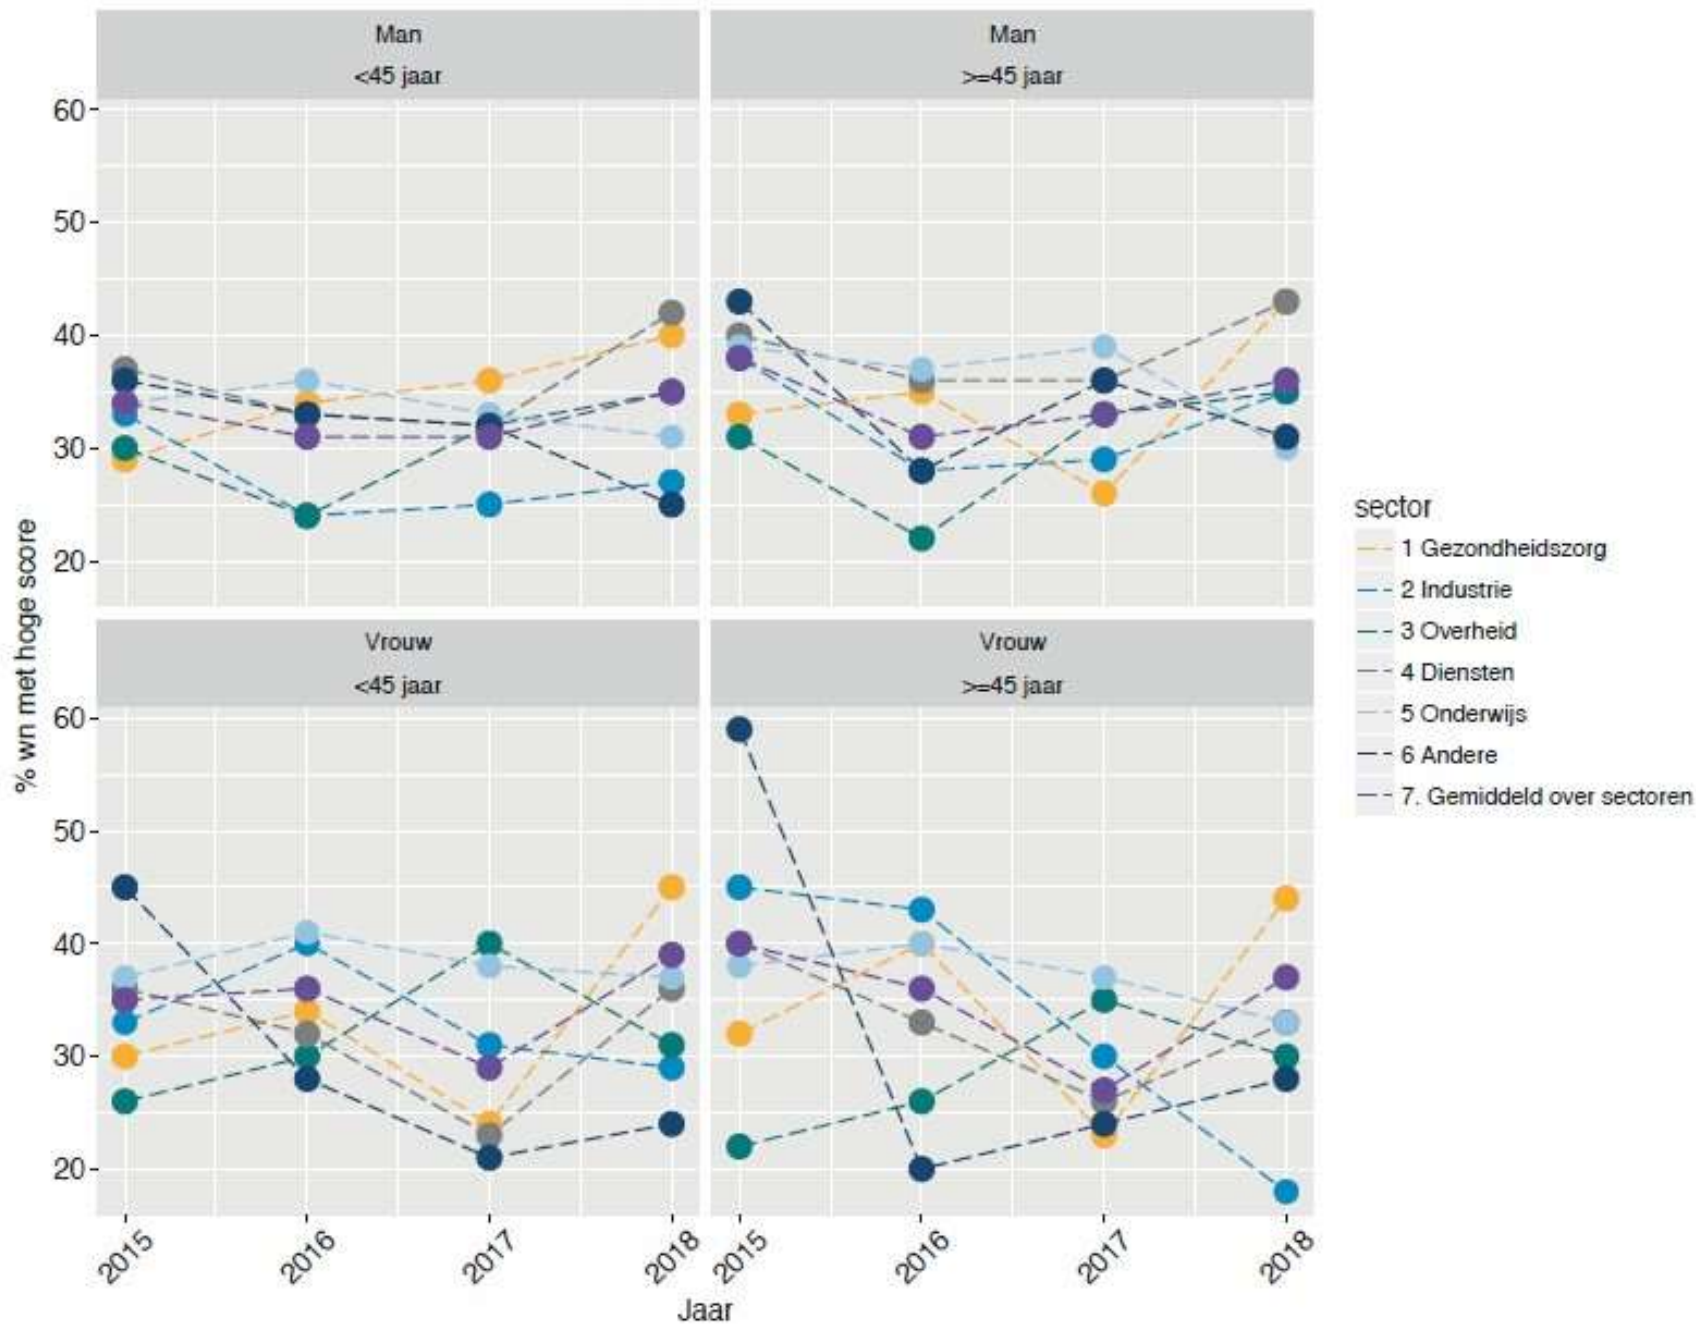 Man
<45 jaar
Man
>=45 jaar
60
50
40
30
20
Vrouw
<45 jaar
Vrouw
>=45 jaar
60
50
40
30
20
% wn met hoge score
2015
2016
2017
2018
2015
2016
2017
2018
Jaar
sector
1 Gezondheidszorg
2 Industrie
3 Overheid
4 Diensten
5 Onderwijs
6 Andere
7. Gemiddeld over sectoren